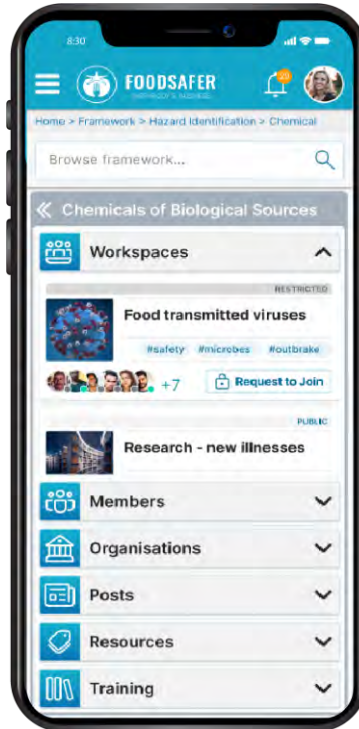 8:30
FOODSAFER
Home > Framework > Hazard Identification > Chemical
Browse framework...
Chemicals of Biological Sources
Workspaces
RESTRICTED
Food transmitted viruses
#safety #microbes #outbrake
+7 Request to Join
PUBLIC
Research - new illnesses
Members
Organisations
Posts
Resources
Training